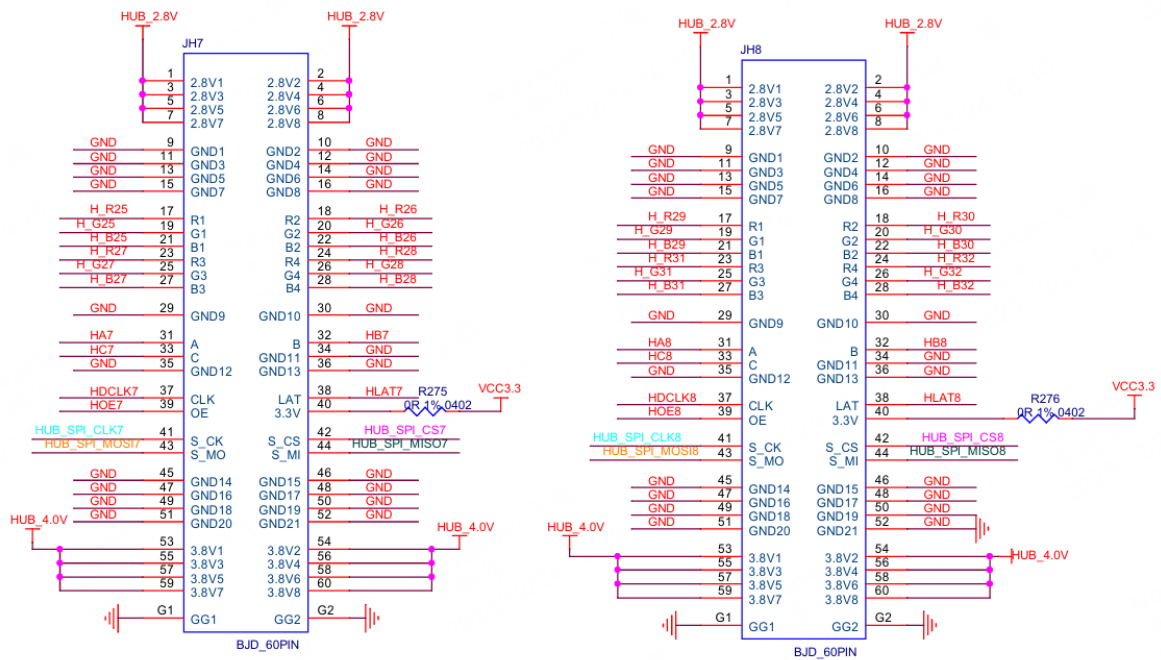 HUB_2.8V HUB_2.8V
JH7
1 2.8V1 2.8V2 2
3 2.8V3 2.8V4 4
5 2.8V5 2.8V6 6
7 2.8V7 2.8V8 8
GND 9 GND1 GND2 10 GND
GND 11 GND3 GND4 12 GND
GND 13 GND5 GND6 14 GND
GND 15 GND7 GND8 16 GND
H_R25 17 R1 R2 18 H_R26
H_G25 19 G1 G2 20 H_G26
H_B25 21 B1 B2 22 H_B26
H_R27 23 R3 R4 24 H_R28
H_G27 25 G3 G4 26 H_G28
H_B27 27 B3 B4 28 H_B28
GND 29 GND9 GND10 30 GND
HA7 31 A B 32 HB7
HC7 33 C GND11 34 GND
GND 35 GND12 GND13 36 GND
HDCLK7 37 CLK LAT 38 HLAT7 R275 VCC3.3
HOE7 39 OE 3.3V 40 0R 1% 0402
HUB_SPI_CLK7 41 S_CK S_CS 42 HUB_SPI_CS7
HUB_SPI_MOSI7 43 S_MO S_MI 44 HUB_SPI_MISO7
GND 45 GND14 GND15 46 GND
GND 47 GND16 GND17 48 GND
GND 49 GND18 GND19 50 GND
GND 51 GND20 GND21 52 GND
HUB_4.0V HUB_4.0V
53 3.8V1 3.8V2 54
55 3.8V3 3.8V4 56
57 3.8V5 3.8V6 58
59 3.8V7 3.8V8 60
G1 GG1 GG2 G2
BJD_60PIN
HUB_2.8V HUB_2.8V
JH8
1 2.8V1 2.8V2 2
3 2.8V3 2.8V4 4
5 2.8V5 2.8V6 6
7 2.8V7 2.8V8 8
GND 9 GND1 GND2 10 GND
GND 11 GND3 GND4 12 GND
GND 13 GND5 GND6 14 GND
GND 15 GND7 GND8 16 GND
H_R29 17 R1 R2 18 H_R30
H_G29 19 G1 G2 20 H_G30
H_B29 21 B1 B2 22 H_B30
H_R31 23 R3 R4 24 H_R32
H_G31 25 G3 G4 26 H_G32
H_B31 27 B3 B4 28 H_B32
GND 29 GND9 GND10 30 GND
HA8 31 A B 32 HB8
HC8 33 C GND11 34 GND
GND 35 GND12 GND13 36 GND
HDCLK8 37 CLK LAT 38 HLAT8 R276 VCC3.3
HOE8 39 OE 3.3V 40 0R 1% 0402
HUB_SPI_CLK8 41 S_CK S_CS 42 HUB_SPI_CS8
HUB_SPI_MOSI8 43 S_MO S_MI 44 HUB_SPI_MISO8
GND 45 GND14 GND15 46 GND
GND 47 GND16 GND17 48 GND
GND 49 GND18 GND19 50 GND
GND 51 GND20 GND21 52 GND
HUB_4.0V HUB_4.0V
53 3.8V1 3.8V2 54
55 3.8V3 3.8V4 56
57 3.8V5 3.8V6 58
59 3.8V7 3.8V8 60
G1 GG1 GG2 G2
BJD_60PIN